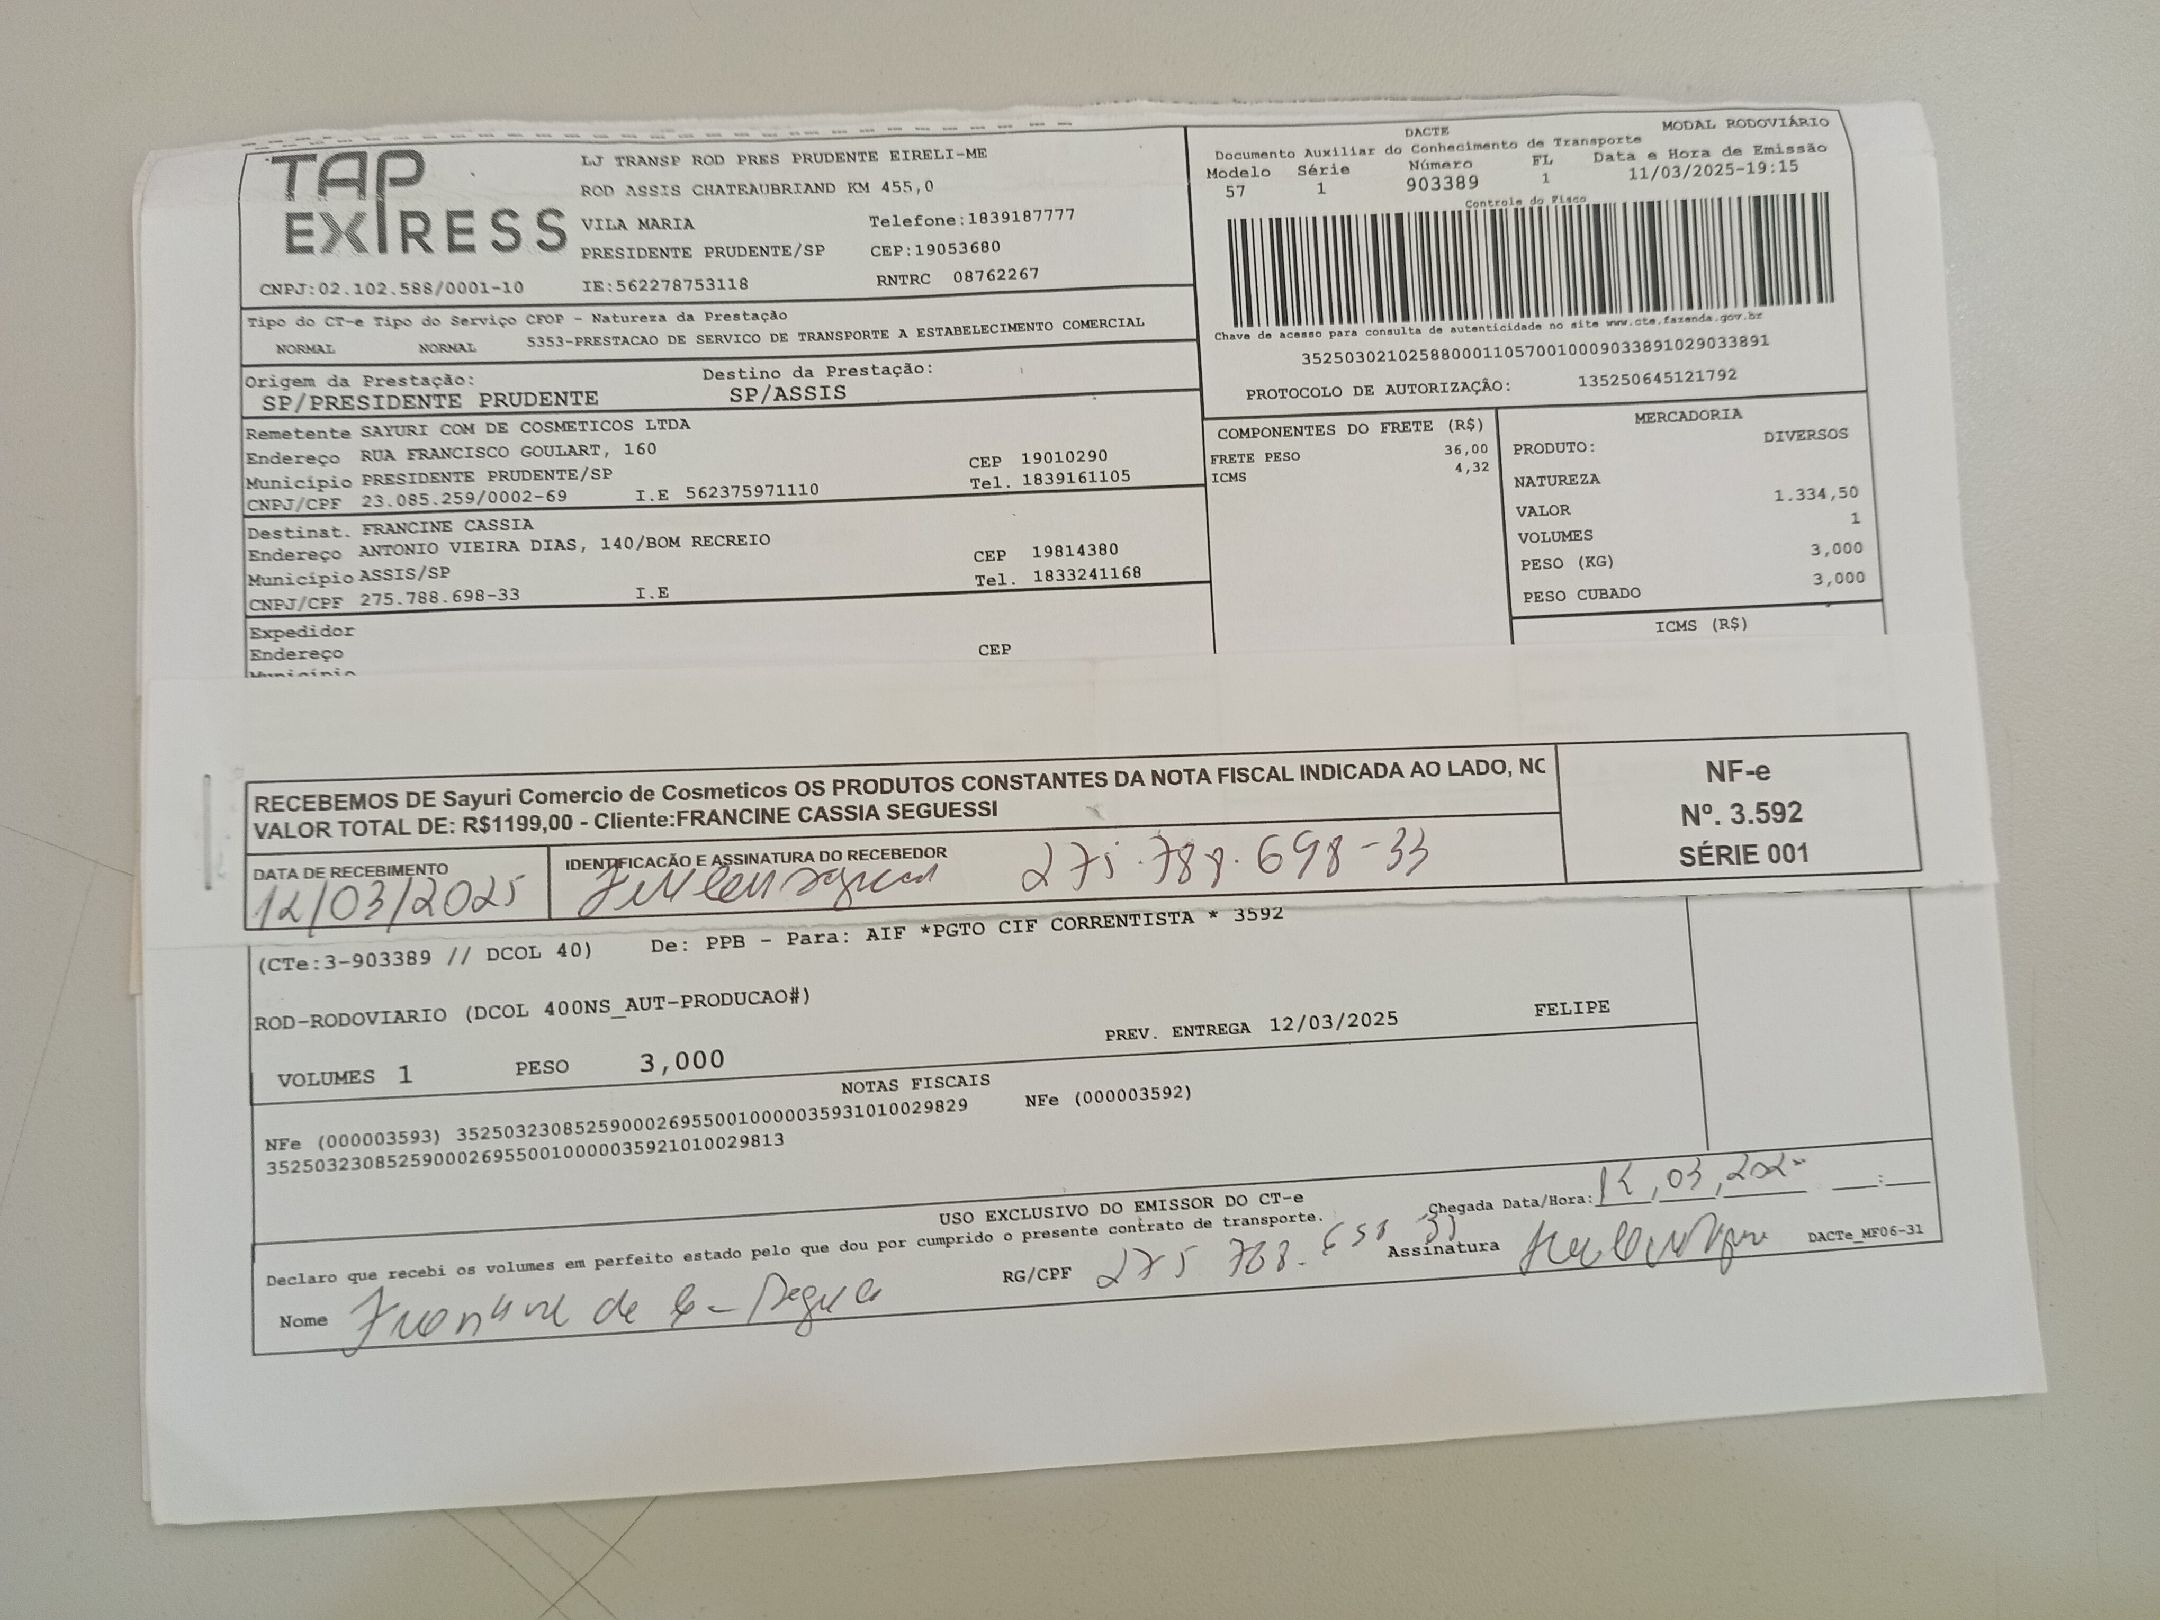 TAP EXPRESS
LJ TRANSP ROD PRES PRUDENTE EIRELI-ME
ROD ASSIS CHATEAUBRIAND KM 455,0
VILA MARIA Telefone:1839187777
PRESIDENTE PRUDENTE/SP CEP:19053680
CNPJ:02.102.588/0001-10 IE:562278753118 RNTRC 08762267
DACTE MODAL RODOVIÁRIO
Documento Auxiliar do Conhecimento de Transporte
Modelo Série Número FL Data e Hora de Emissão
57 1 903389 1 11/03/2025-19:15
Controle do Fisco
Chave de acesso para consulta de autenticidade no site www.cte.fazenda.gov.br
35250302102588000110570010009033891029033891
PROTOCOLO DE AUTORIZAÇÃO: 135250645121792
Tipo do CT-e Tipo do Serviço CFOP - Natureza da Prestação
NORMAL NORMAL 5353-PRESTACAO DE SERVICO DE TRANSPORTE A ESTABELECIMENTO COMERCIAL
Origem da Prestação: Destino da Prestação:
SP/PRESIDENTE PRUDENTE SP/ASSIS
Remetente SAYURI COM DE COSMETICOS LTDA
Endereço RUA FRANCISCO GOULART, 160 CEP 19010290
Município PRESIDENTE PRUDENTE/SP Tel. 1839161105
CNPJ/CPF 23.085.259/0002-69 I.E 562375971110
Destinat. FRANCINE CASSIA
Endereço ANTONIO VIEIRA DIAS, 140/BOM RECREIO CEP 19814380
Município ASSIS/SP Tel. 1833241168
CNPJ/CPF 275.788.698-33 I.E
Expedidor
Endereço CEP
Município
COMPONENTES DO FRETE (R$)
FRETE PESO 36,00
ICMS 4,32
MERCADORIA
PRODUTO: DIVERSOS
NATUREZA
VALOR 1.334,50
VOLUMES 1
PESO (KG) 3,000
PESO CUBADO 3,000
ICMS (R$)
RECEBEMOS DE Sayuri Comercio de Cosmeticos OS PRODUTOS CONSTANTES DA NOTA FISCAL INDICADA AO LADO, NO
VALOR TOTAL DE: R$1199,00 - Cliente:FRANCINE CASSIA SEGUESSI
NF-e
Nº. 3.592
SÉRIE 001
DATA DE RECEBIMENTO IDENTIFICAÇÃO E ASSINATURA DO RECEBEDOR
12/03/2025 275.788.698-33
(CTe:3-903389 // DCOL 40) De: PPB - Para: AIF *PGTO CIF CORRENTISTA * 3592
ROD-RODOVIARIO (DCOL 400NS_AUT-PRODUCAO#)
PREV. ENTREGA 12/03/2025 FELIPE
VOLUMES 1 PESO 3,000
NOTAS FISCAIS
NFe (000003593) 35250323085259000269550010000035931010029829 NFe (000003592)
35250323085259000269550010000035921010029813
USO EXCLUSIVO DO EMISSOR DO CT-e
Declaro que recebi os volumes em perfeito estado pelo que dou por cumprido o presente contrato de transporte.
Chegada Data/Hora: 12,03,
Nome de RG/CPF 275 788. 698 33 Assinatura DACTe_MF06-31